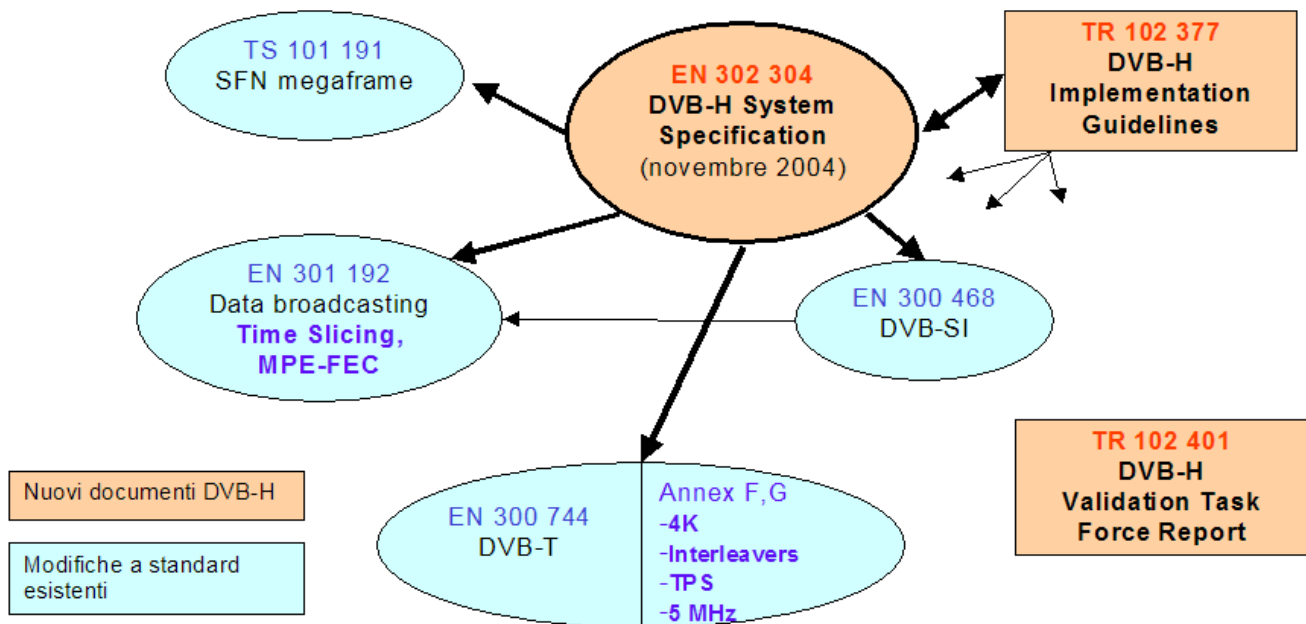 TS 101 191
SFN megaframe
EN 302 304
DVB-H System
Specification
(novembre 2004)
TR 102 377
DVB-H
Implementation
Guidelines
EN 301 192
Data broadcasting
Time Slicing,
MPE-FEC
EN 300 468
DVB-SI
TR 102 401
DVB-H
Validation Task
Force Report
Nuovi documenti DVB-H
Modifiche a standard
esistenti
EN 300 744
DVB-T
Annex F,G
-4K
-Interleavers
-TPS
-5 MHz